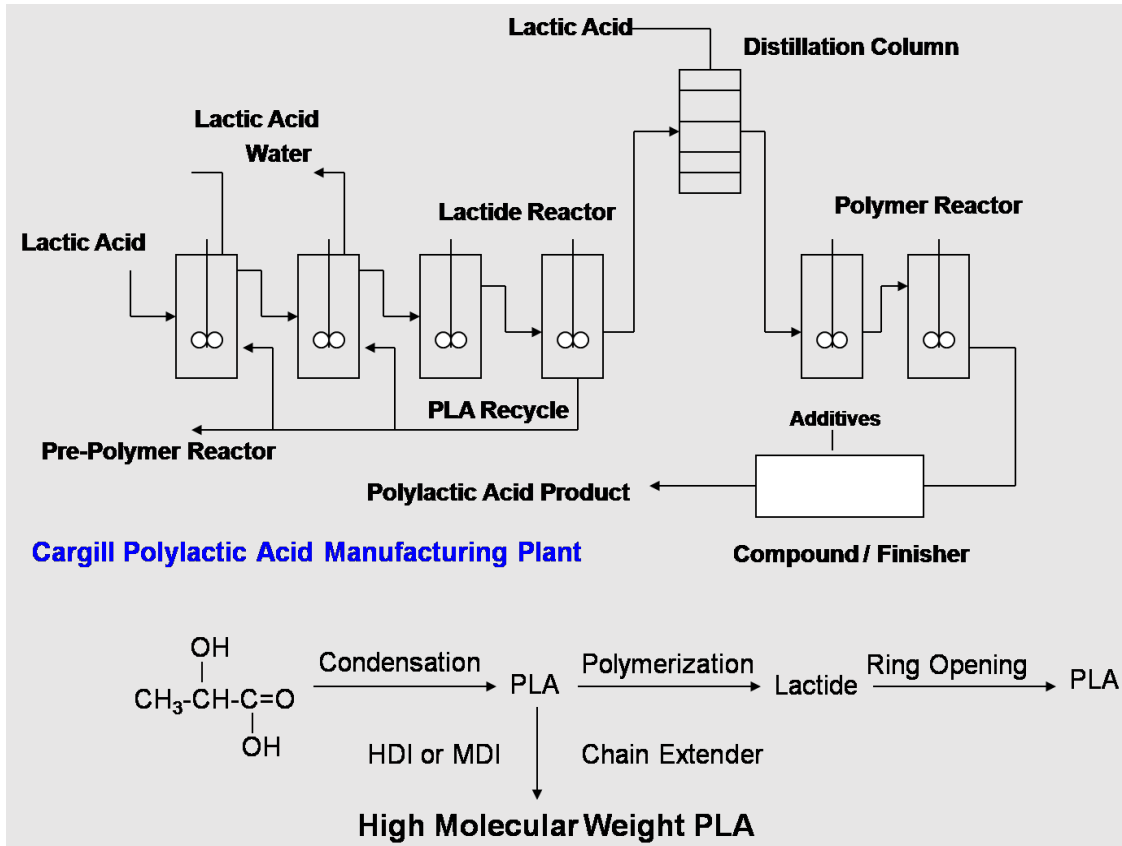 Lactic Acid
Distillation Column
Lactic Acid
Water
Lactide Reactor
Polymer Reactor
Lactic Acid
PLA Recycle
Pre-Polymer Reactor
Additives
Polylactic Acid Product
Cargill Polylactic Acid Manufacturing Plant
Compound / Finisher
OH
CH3-CH-C=O
OH
Condensation
PLA
Polymerization
Lactide
Ring Opening
PLA
HDI or MDI
Chain Extender
High Molecular Weight PLA